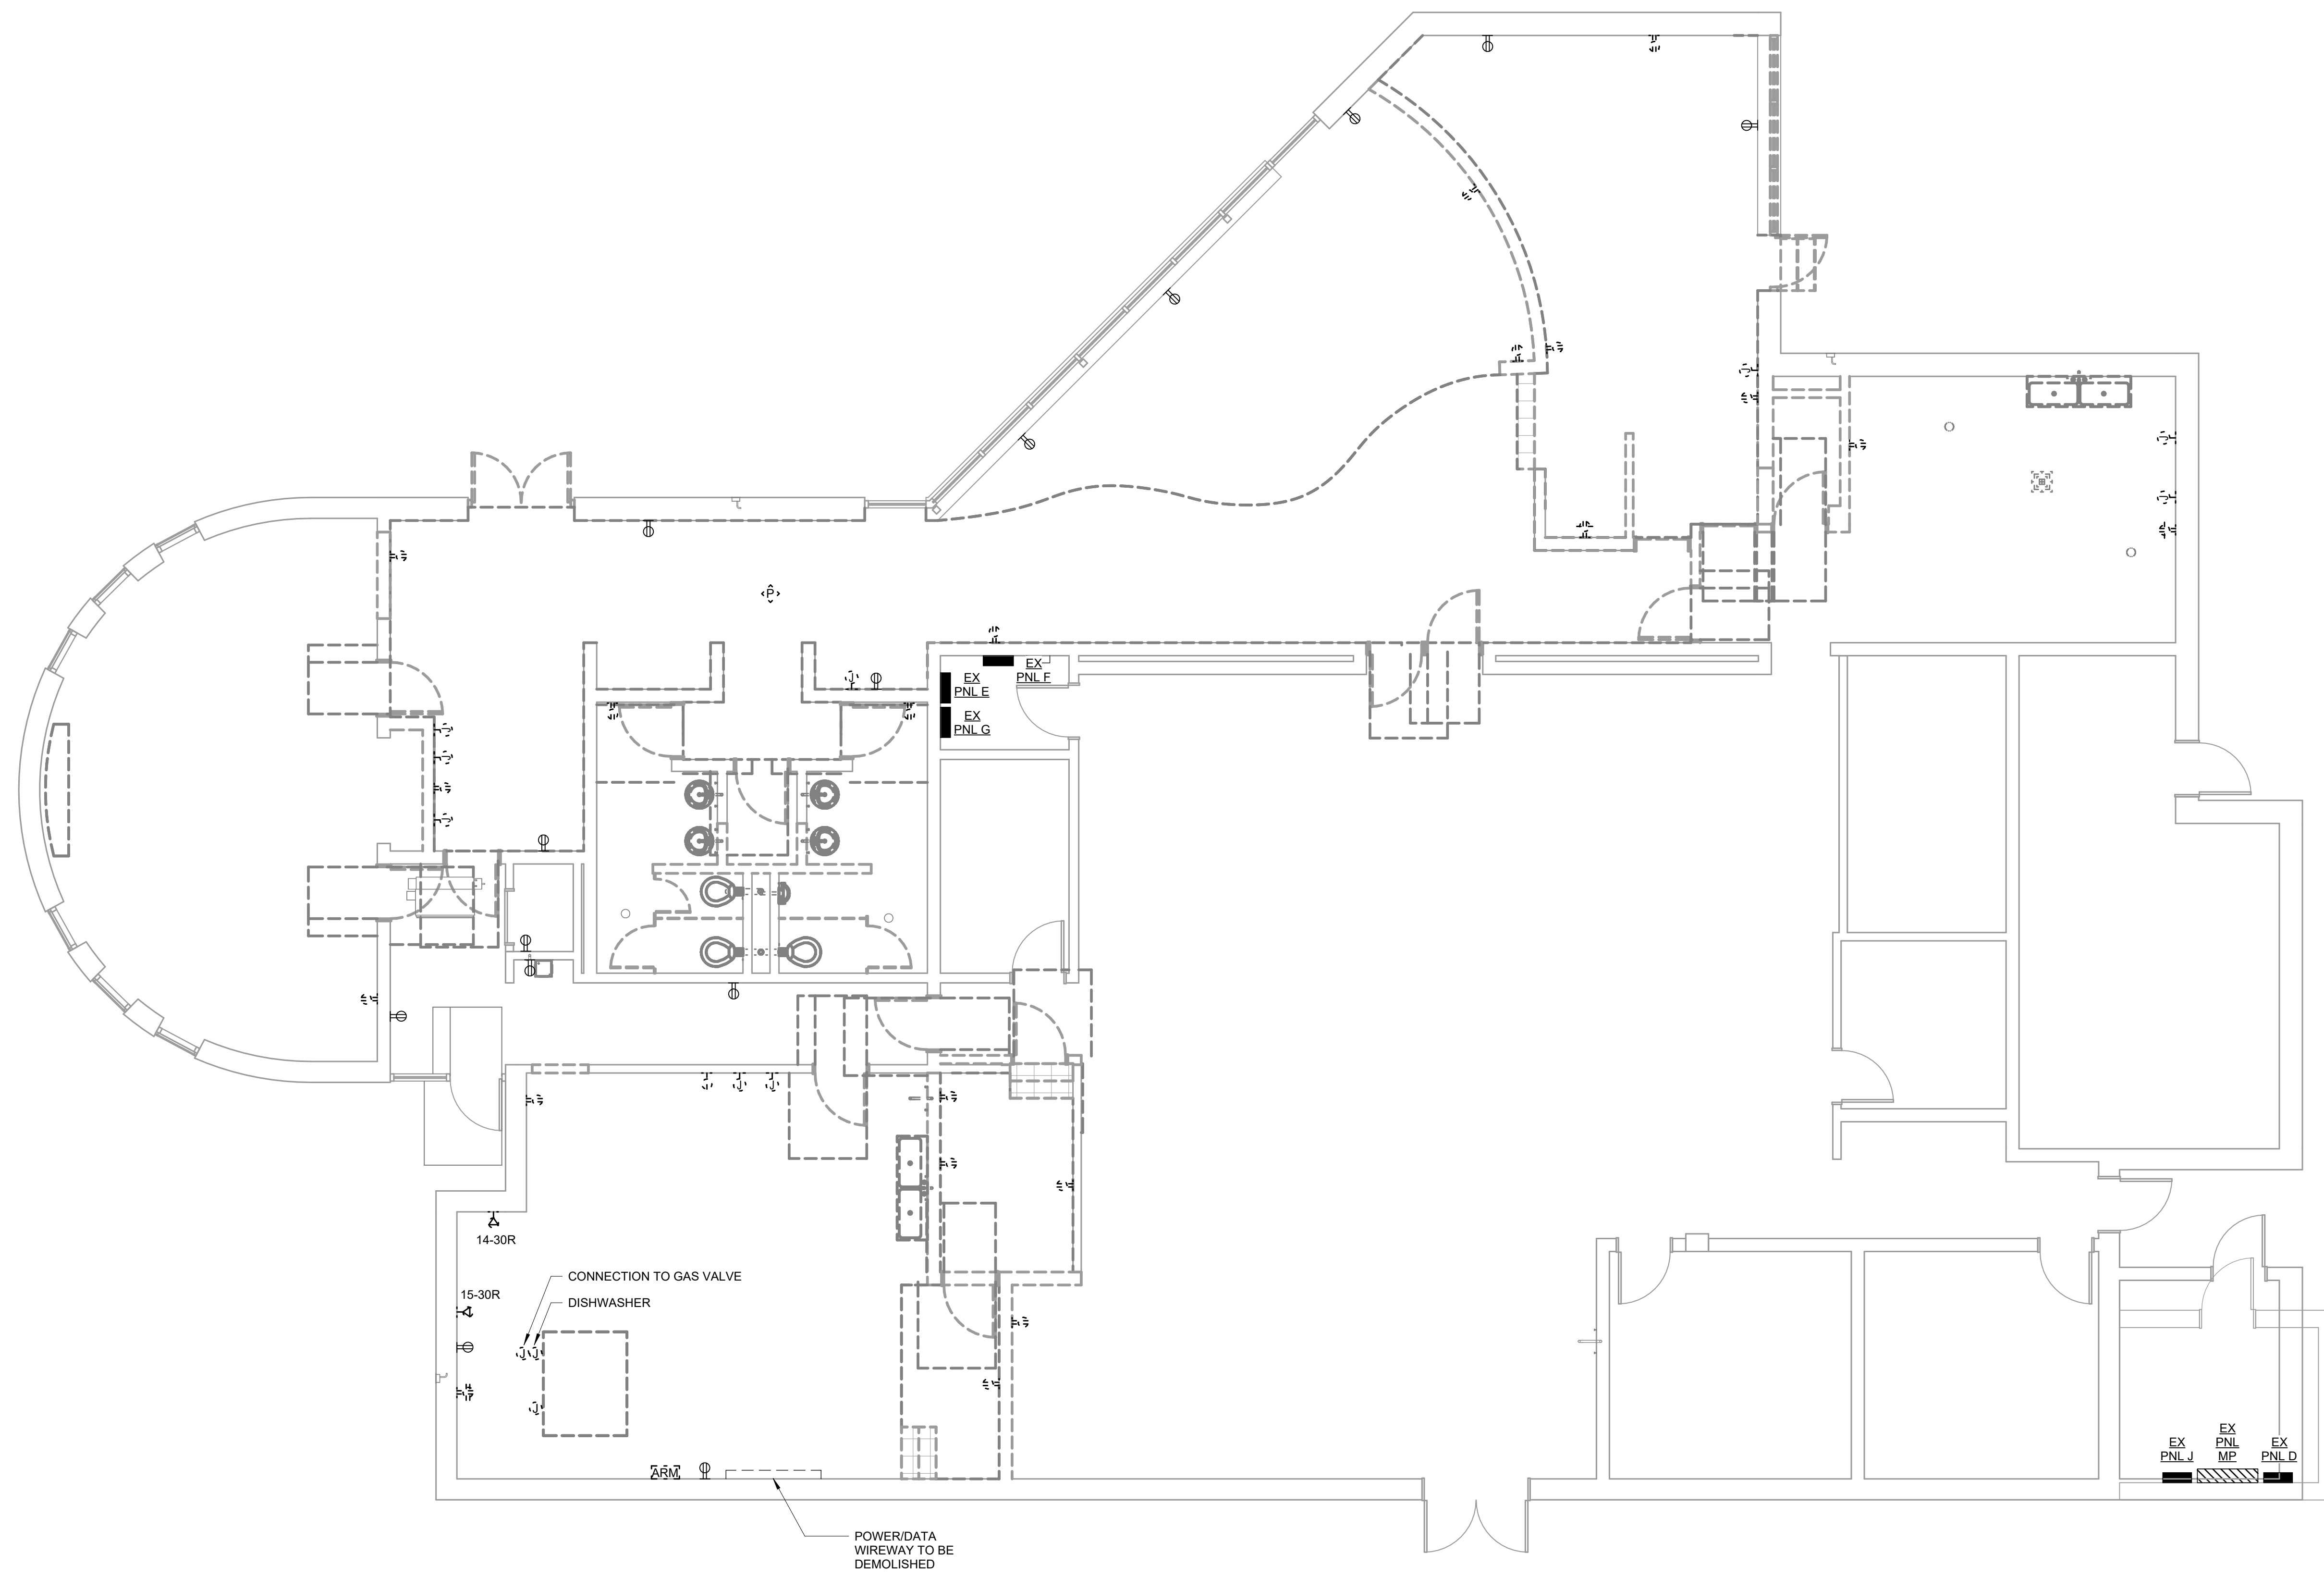 P
J
J
J
J
EX
PNL F
EX
PNL E
EX
PNL G
J
J
J
J
J
J
14-30R
CONNECTION TO GAS VALVE
15-30R
DISHWASHER
J
J
J
ARM
EX
PNL J
EX
PNL
MP
EX
PNL D
POWER/DATA
WIREWAY TO BE
DEMOLISHED